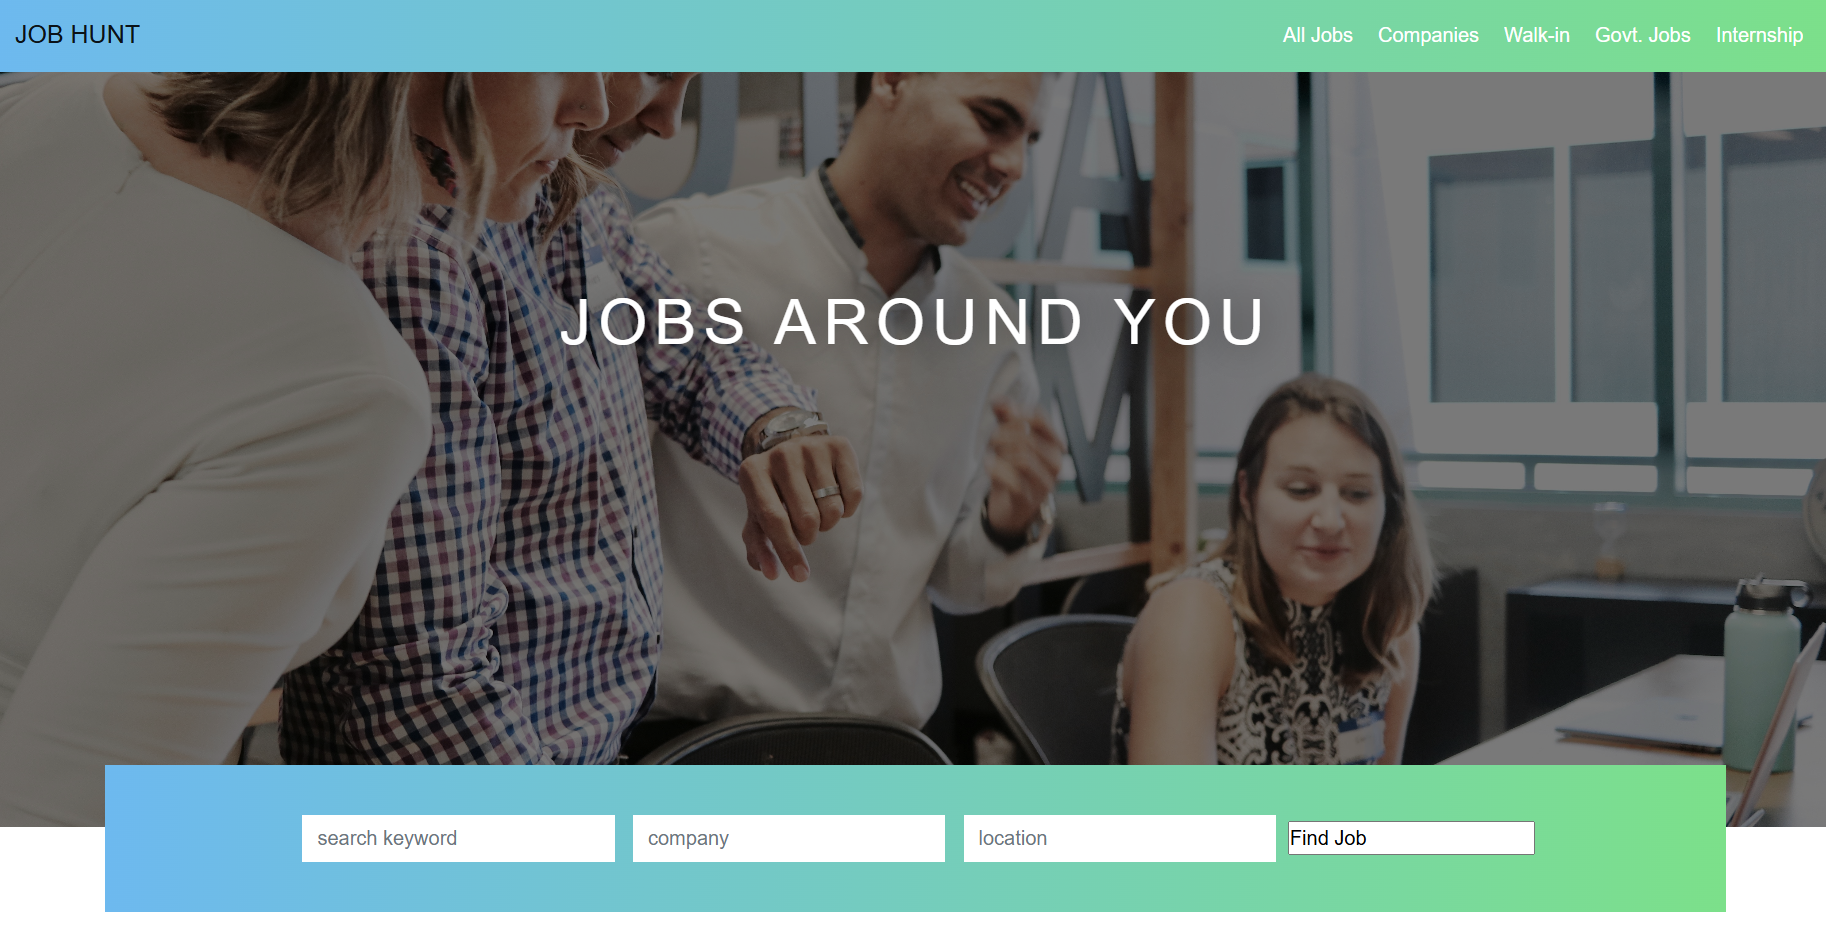 JOB HUNT
All Jobs Companies Walk-in Govt. Jobs Internship
JOBS AROUND YOU
search keyword
company
location
Find Job